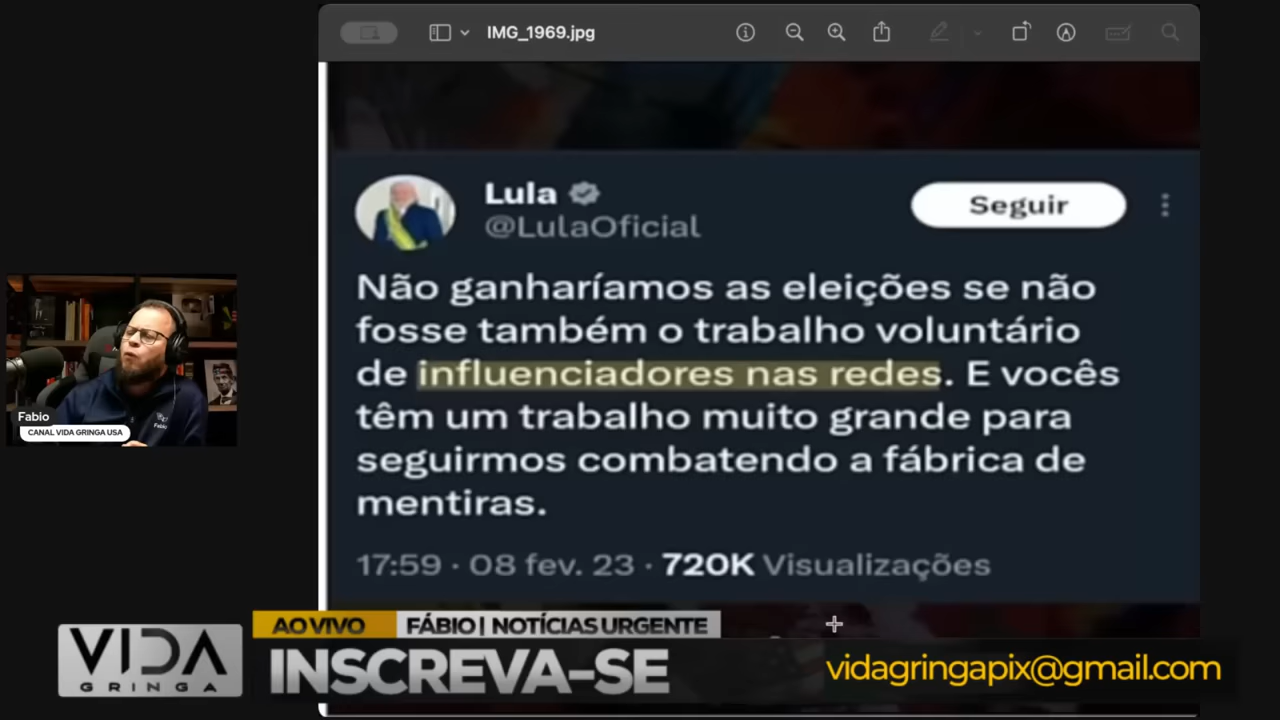 IMG_1969.jpg
Lula
@LulaOficial
Seguir
Não ganharíamos as eleições se não
fosse também o trabalho voluntário
de influenciadores nas redes. E vocês
têm um trabalho muito grande para
seguirmos combatendo a fábrica de
mentiras.
17:59 · 08 fev. 23 · 720K Visualizações
Fabio
CANAL VIDA GRINGA USA
AO VIVO
FÁBIO | NOTÍCIAS URGENTE
VIDA
GRINGA
INSCREVA-SE
vidagringapix@gmail.com